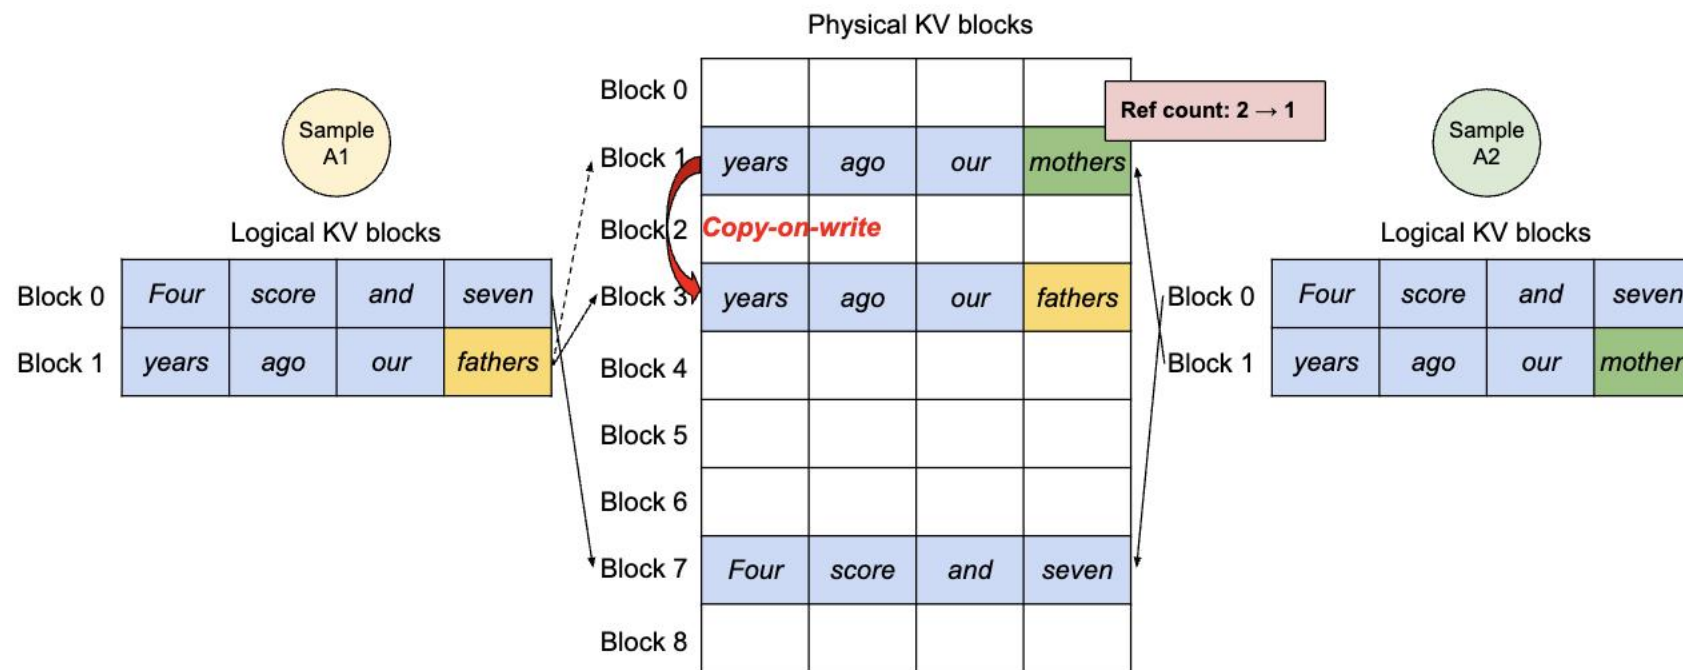 Physical KV blocks
Sample
A1
Logical KV blocks
Block 0 Four score and seven
Block 1 years ago our fathers
Block 0
Block 1 years ago our mothers
Block 2 Copy-on-write
Block 3 years ago our fathers
Block 4
Block 5
Block 6
Block 7 Four score and seven
Block 8
Ref count: 2 → 1
Sample
A2
Logical KV blocks
Block 0 Four score and seven
Block 1 years ago our mother